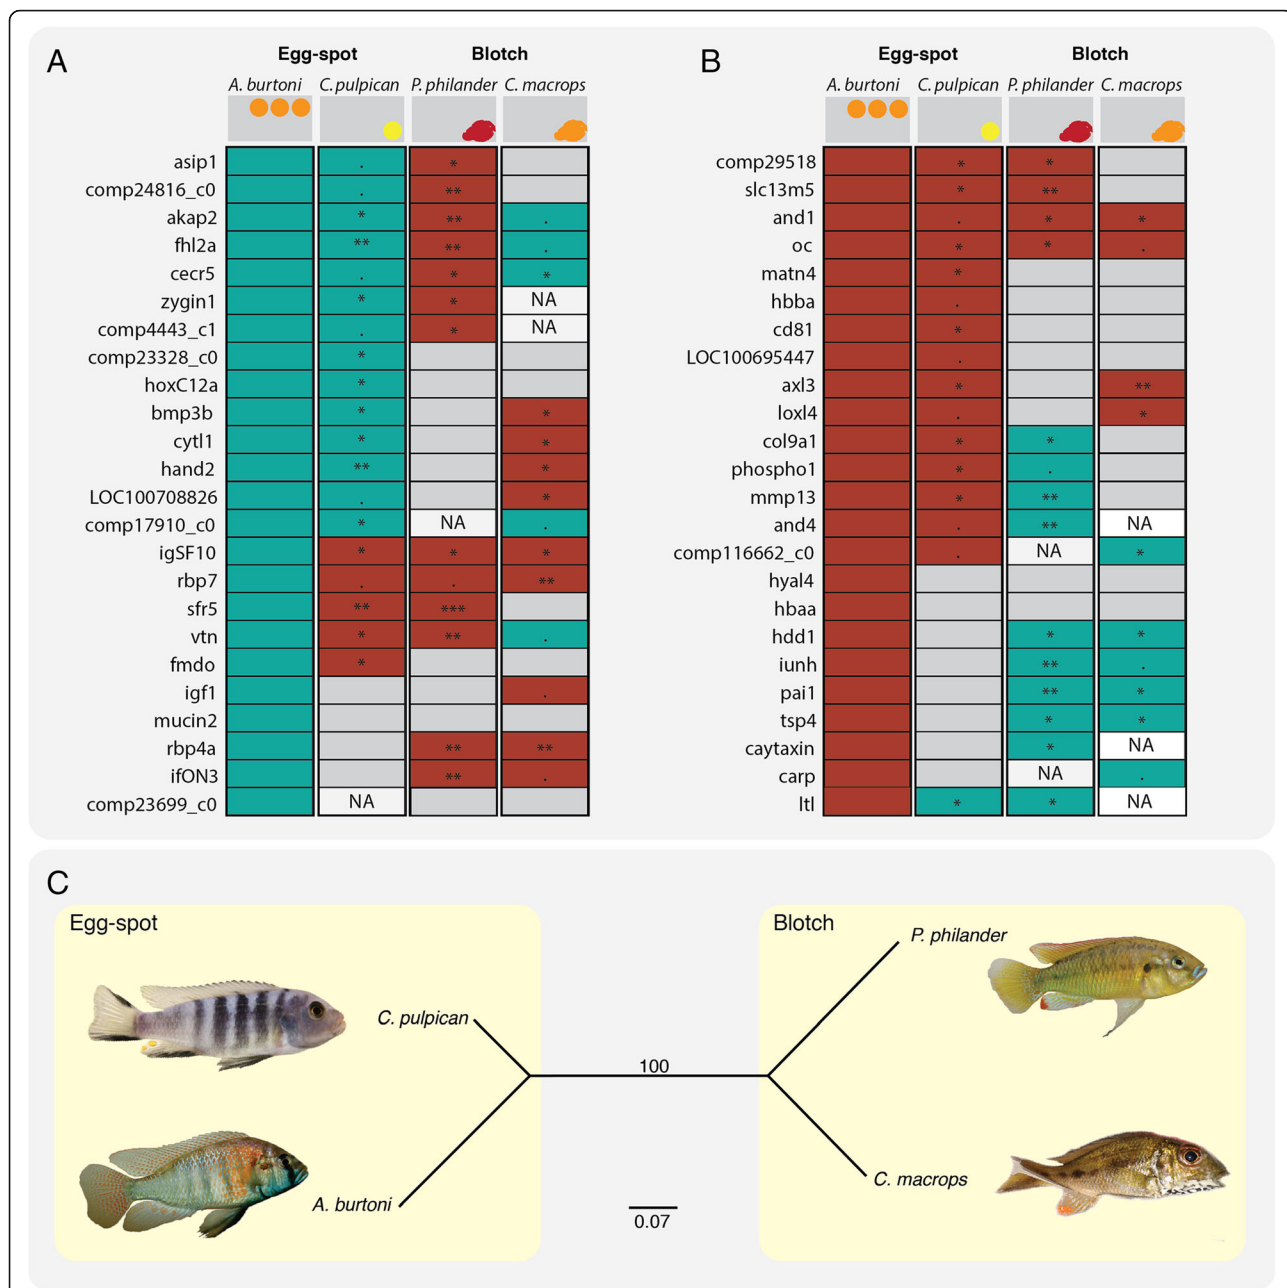 A
Egg-spot Blotch
A. burtoni C. pulpican P. philander C. macrops
asip1 . *
comp24816_c0 . **
akap2 * ** .
fhl2a ** ** .
cecr5 . * *
zygin1 * * NA
comp4443_c1 . * NA
comp23328_c0 *
hoxC12a *
bmp3b * *
cytl1 * *
hand2 ** *
LOC100708826 . *
comp17910_c0 * NA .
igSF10 * * *
rbp7 . . **
sfr5 ** ***
vtn * ** .
fmdo *
igf1 .
mucin2
rbp4a ** **
ifON3 ** .
comp23699_c0 NA
B
Egg-spot Blotch
A. burtoni C. pulpican P. philander C. macrops
comp29518 * *
slc13m5 * **
and1 . * *
oc * * .
matn4 *
hbba .
cd81 *
LOC100695447 .
axl3 * **
loxl4 . *
col9a1 * *
phospho1 * .
mmp13 * **
and4 . ** NA
comp116662_c0 . NA *
hyal4
hbaa
hdd1 * *
iunh ** .
pai1 ** *
tsp4 * *
caytaxin * NA
carp NA .
ltl * * NA
C
Egg-spot
Blotch
P. philander
C. pulpican
100
A. burtoni
C. macrops
0.07